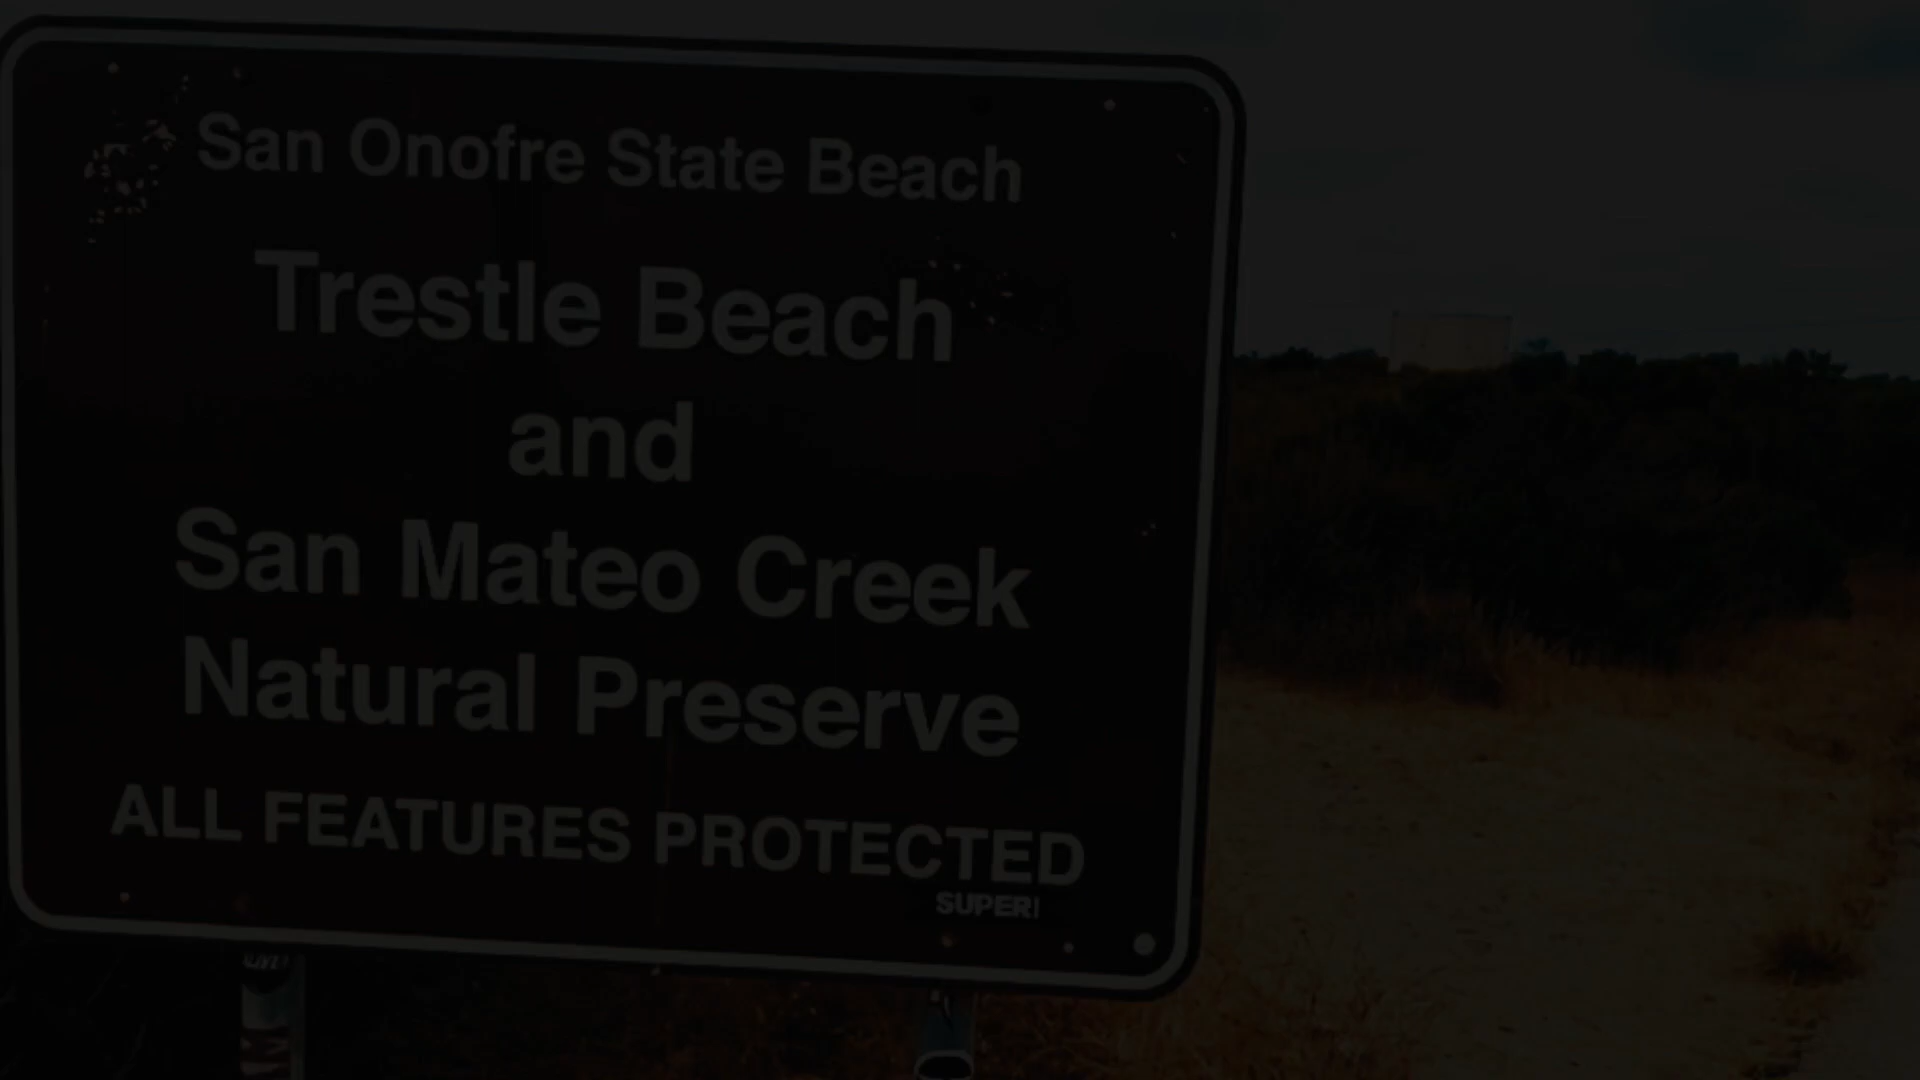 San Onofre State Beach
Trestle Beach
and
San Mateo Creek
Natural Preserve
ALL FEATURES PROTECTED
SUPER!